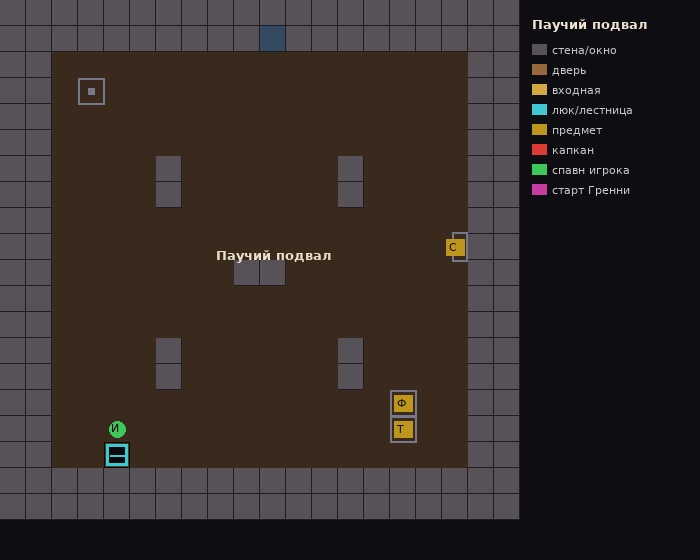 Паучий подвал
стена/окно
дверь
входная
люк/лестница
предмет
капкан
спавн игрока
старт Гренни
С
Паучий подвал
Ф
Т
И